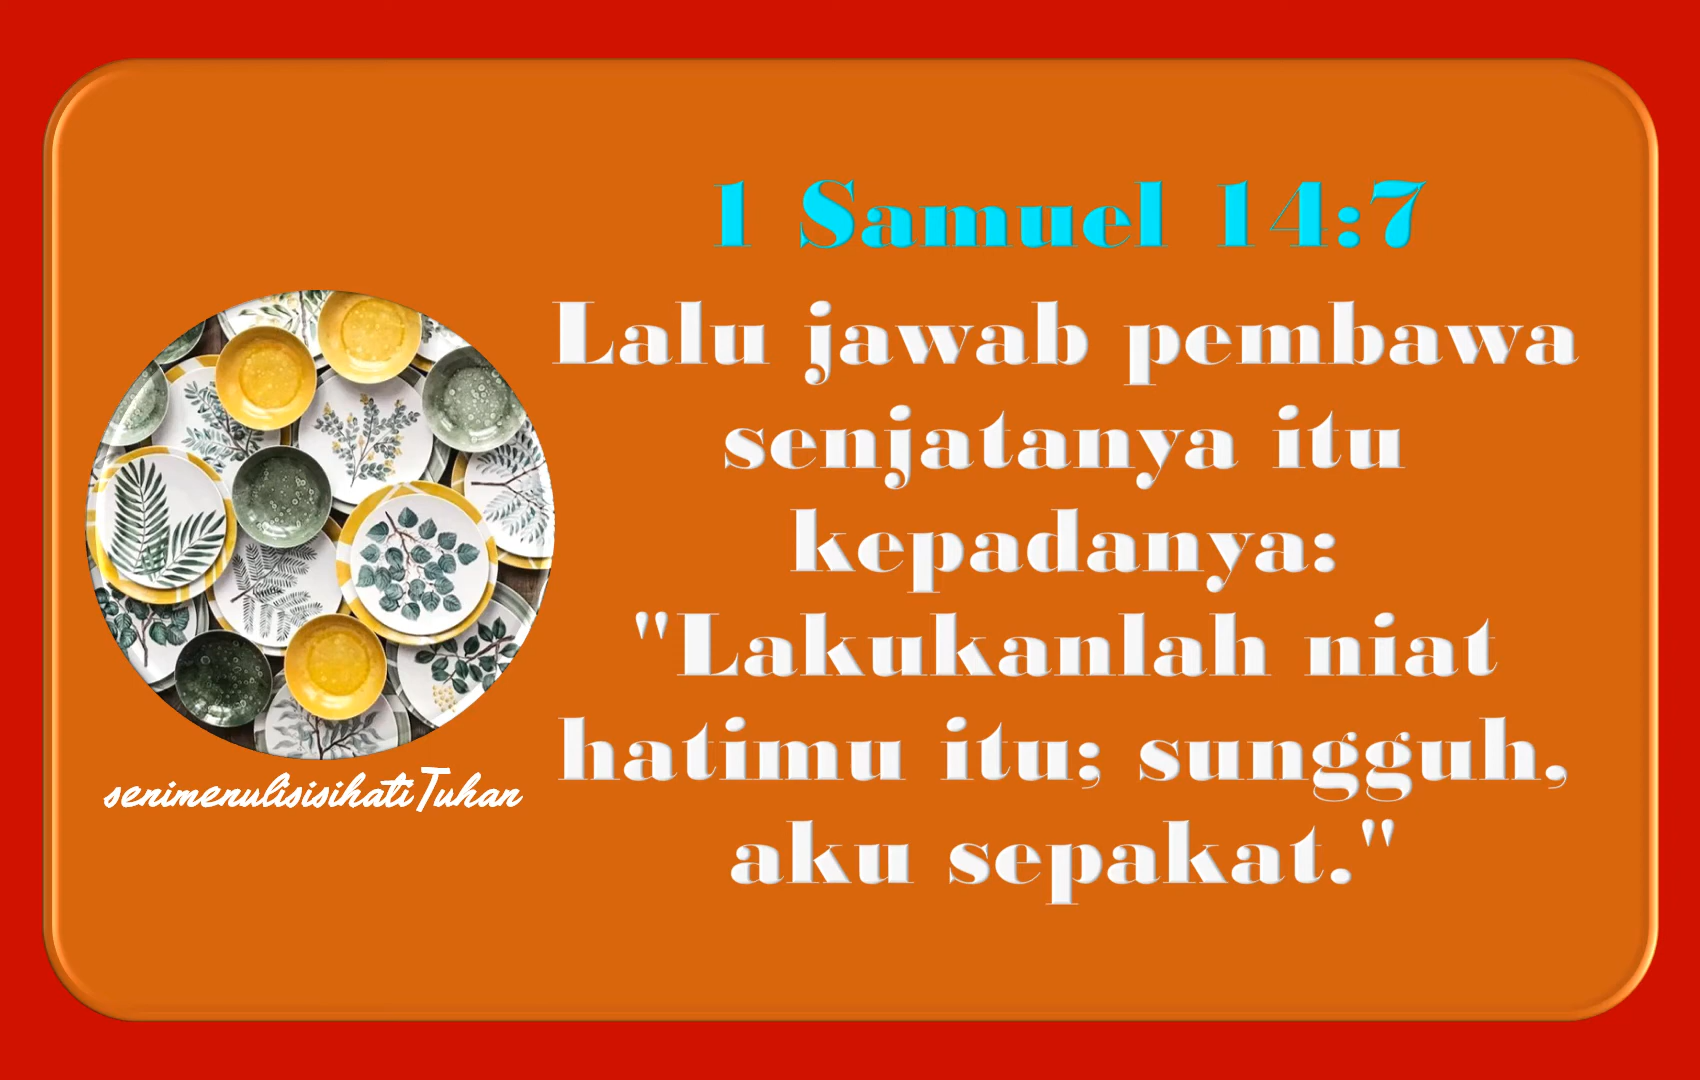 1 Samuel 14:7
Lalu jawab pembawa
senjatanya itu
kepadanya:
"Lakukanlah niat
hatimu itu; sungguh,
aku sepakat."
senimenulisisihatiTuhan